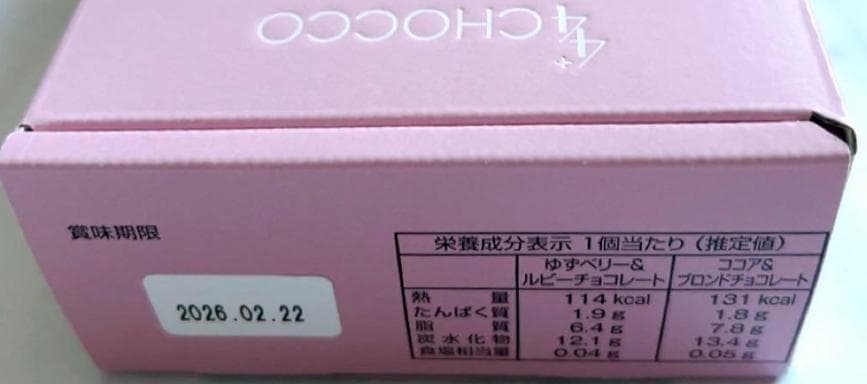 44+ CHOCCO
賞味期限
2026.02.22
栄養成分表示 1個当たり(推定値)
ゆずベリー& ココア&
ルビーチョコレート ブロンドチョコレート
熱量 114 kcal 131 kcal
たんぱく質 1.9 g 1.8 g
脂質 6.4 g 7.8 g
炭水化物 12.1 g 13.4 g
食塩相当量 0.04 g 0.05 g